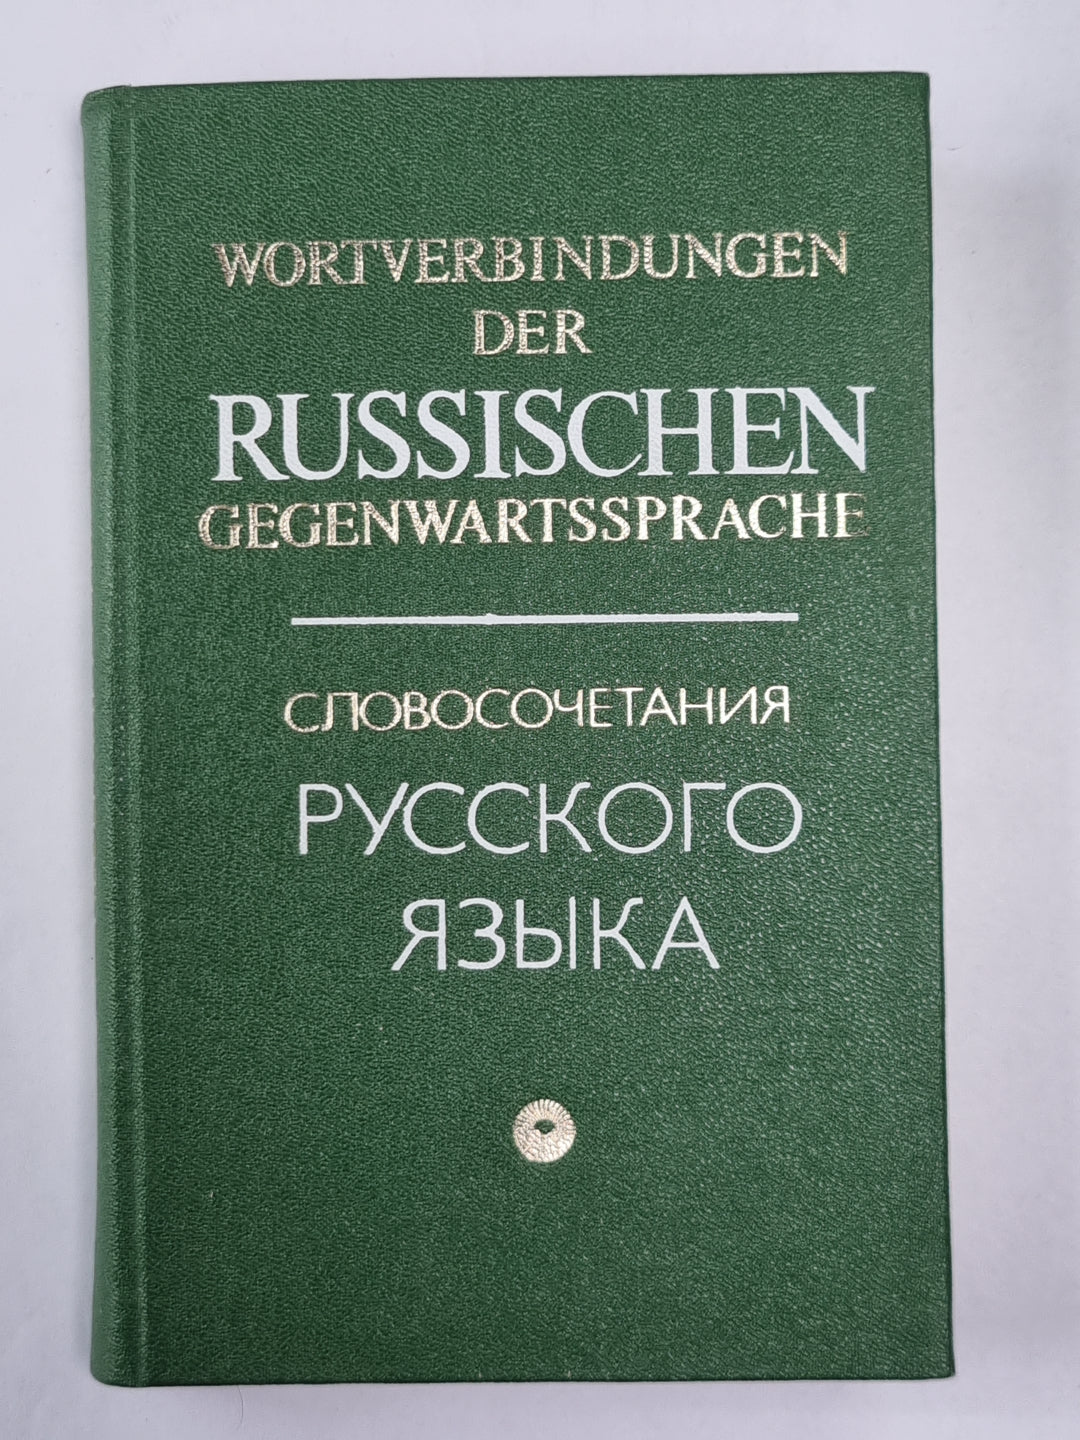 WORTVERBINDUNGEN
DER
RUSSISCHEN
GEGENWARTSSPRACHE
СЛОВОСОЧЕТАНИЯ
РУССКОГО
ЯЗЫКА